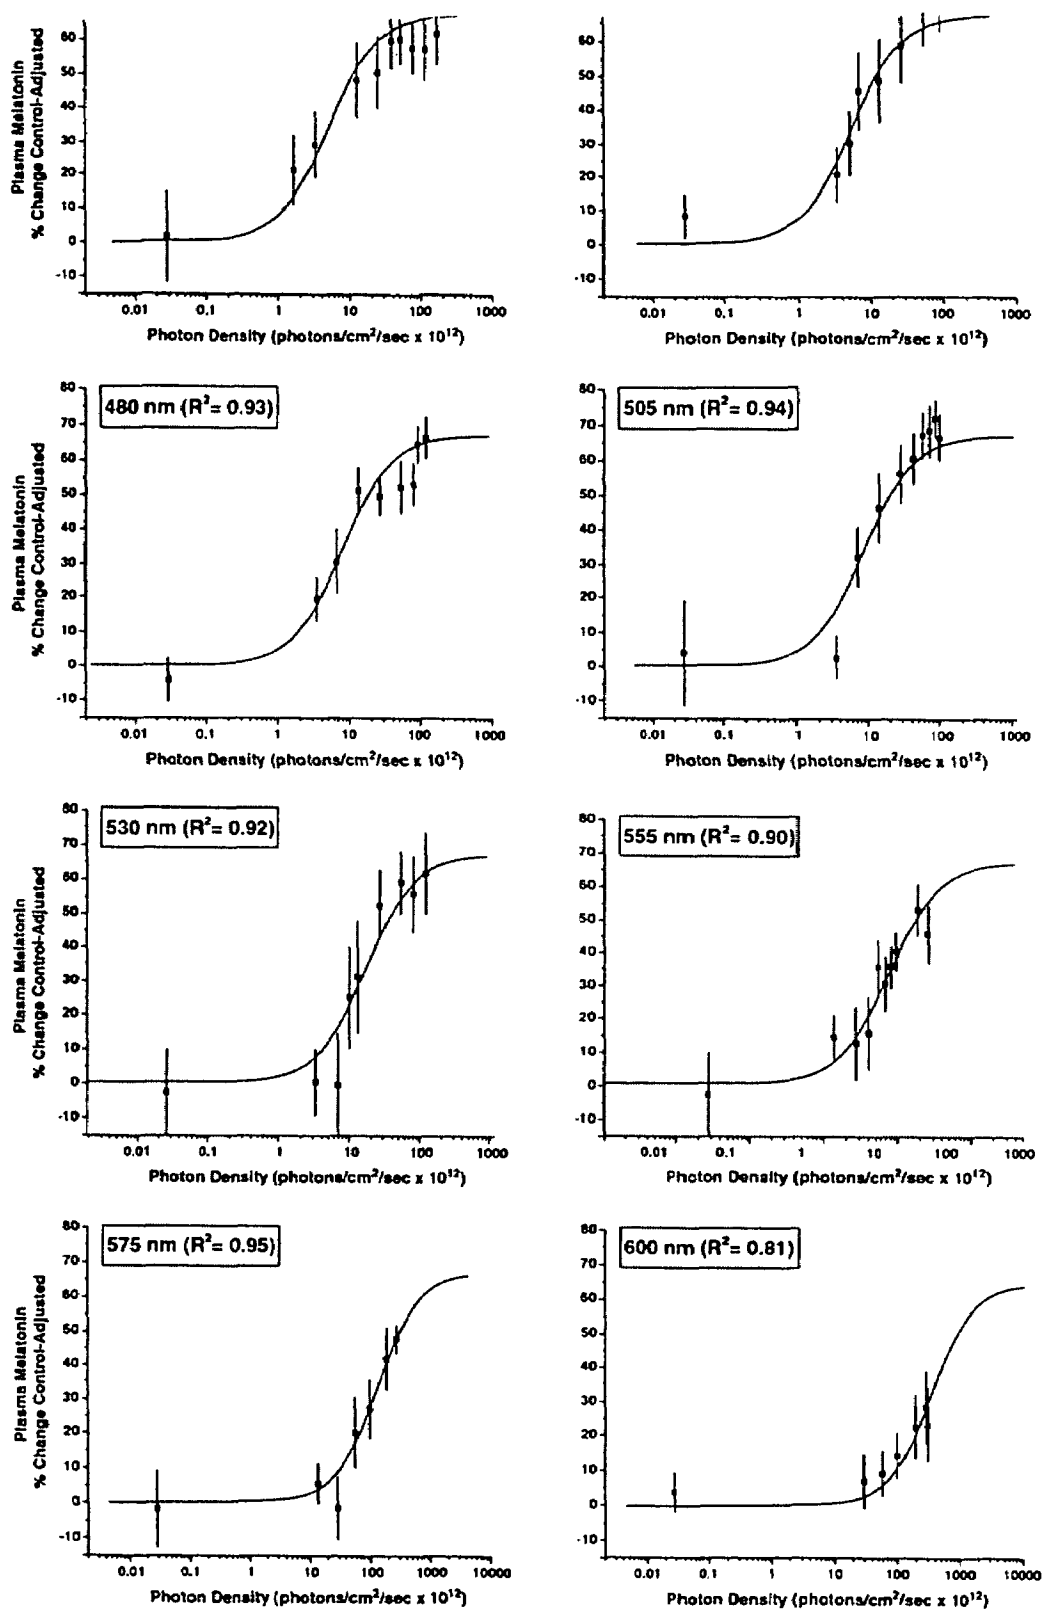 Plasma Melatonin
% Change Control-Adjusted
60
50
40
30
20
10
0
-10
0.01 0.1 1 10 100 1000
Photon Density (photons/cm²/sec x 10¹²)
60
50
40
30
20
10
0
-10
0.01 0.1 1 10 100 1000
Photon Density (photons/cm²/sec x 10¹²)
480 nm (R²= 0.93)
Plasma Melatonin
% Change Control-Adjusted
80
70
60
50
40
30
20
10
0
-10
0.01 0.1 1 10 100 1000
Photon Density (photons/cm²/sec x 10¹²)
505 nm (R²= 0.94)
80
70
60
50
40
30
20
10
0
-10
0.01 0.1 1 10 100 1000
Photon Density (photons/cm²/sec x 10¹²)
530 nm (R²= 0.92)
Plasma Melatonin
% Change Control-Adjusted
80
70
60
50
40
30
20
10
0
-10
0.01 0.1 1 10 100 1000
Photon Density (photons/cm²/sec x 10¹²)
555 nm (R²= 0.90)
80
70
60
50
40
30
20
10
0
-10
0.01 0.1 1 10 100 1000
Photon Density (photons/cm²/sec x 10¹²)
575 nm (R²= 0.95)
Plasma Melatonin
% Change Control-Adjusted
80
70
60
50
40
30
20
10
0
-10
0.01 0.1 1 10 100 1000 10000
Photon Density (photons/cm²/sec x 10¹²)
600 nm (R²= 0.81)
80
70
60
50
40
30
20
10
0
-10
0.01 0.1 1 10 100 1000 10000
Photon Density (photons/cm²/sec x 10¹²)